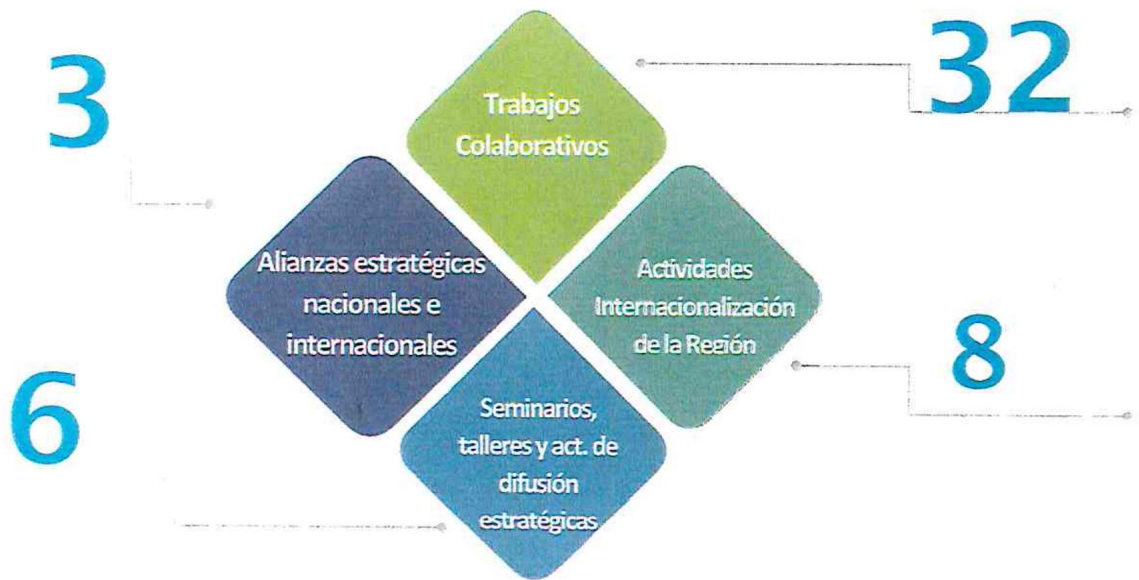 3
32
Trabajos
Colaborativos
Alianzas estratégicas
nacionales e
internacionales
Actividades
Internacionalización
de la Región
6
8
Seminarios,
talleres y act. de
difusión
estratégicas